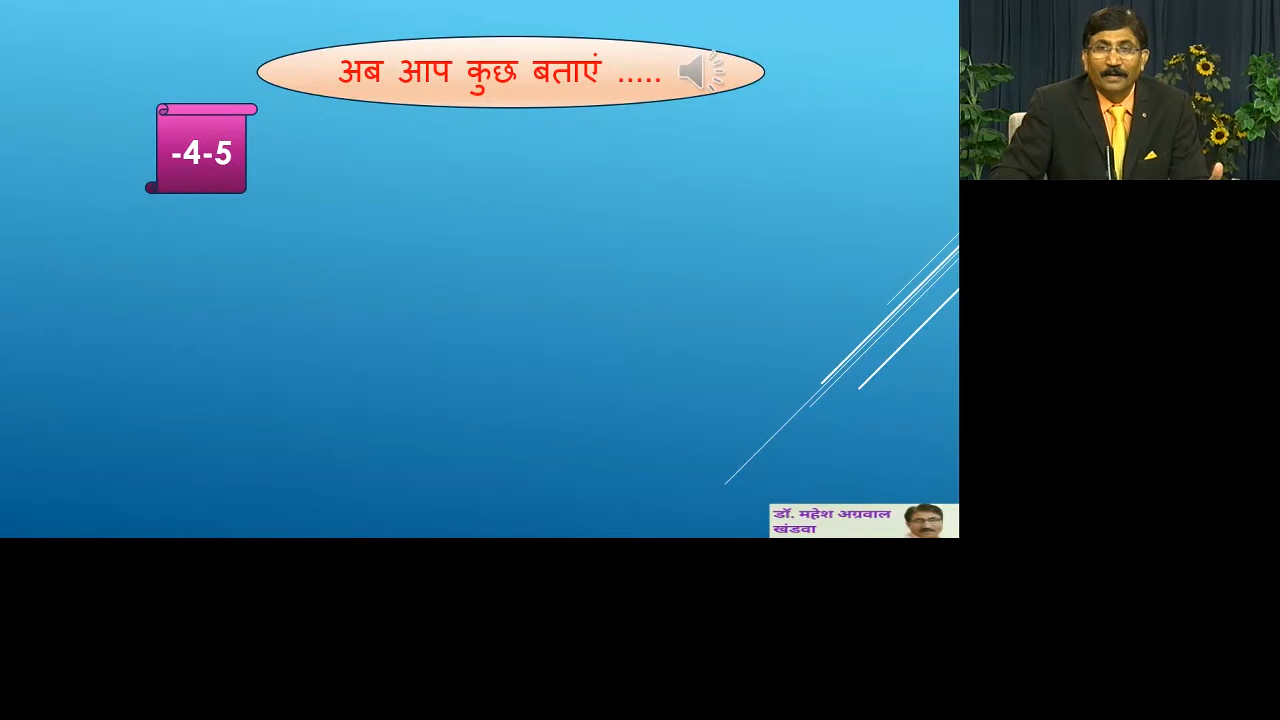 अब आप कुछ बताएं .....
-4-5
डॉ. महेश अग्रवाल
खंडवा